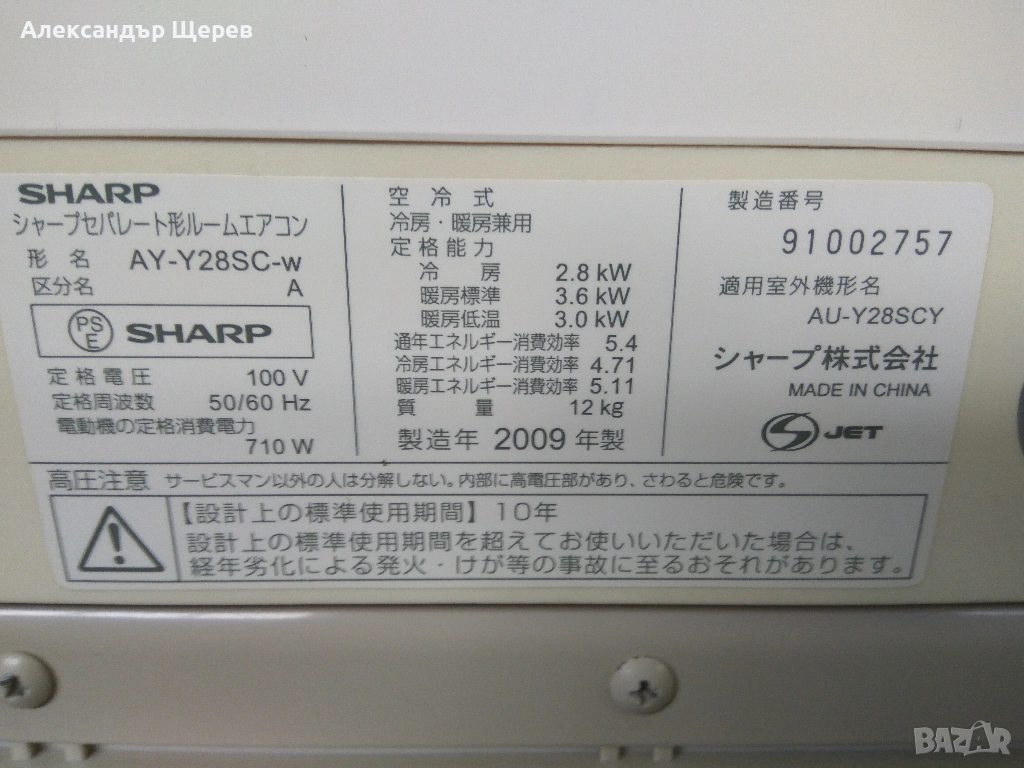 Александър Щерев
SHARP
シャープセパレート形ルームエアコン
形名 AY-Y28SC-W
区分名 A
PS E SHARP
定格電圧 100 V
定格周波数 50/60 Hz
電動機の定格消費電力
710 W
空冷式
冷房・暖房兼用
定格能力
冷房 2.8 kW
暖房標準 3.6 kW
暖房低温 3.0 kW
通年エネルギー消費効率 5.4
冷房エネルギー消費効率 4.71
暖房エネルギー消費効率 5.11
質量 12 kg
製造年 2009 年製
製造番号
91002757
適用室外機形名
AU-Y28SCY
シャープ株式会社
MADE IN CHINA
JET
高圧注意 サービスマン以外の人は分解しない。内部に高電圧部があり、さわると危険です。
【設計上の標準使用期間】10年
設計上の標準使用期間を超えてお使いいただいた場合は、
経年劣化による発火・けが等の事故に至るおそれがあります。
BAZAR